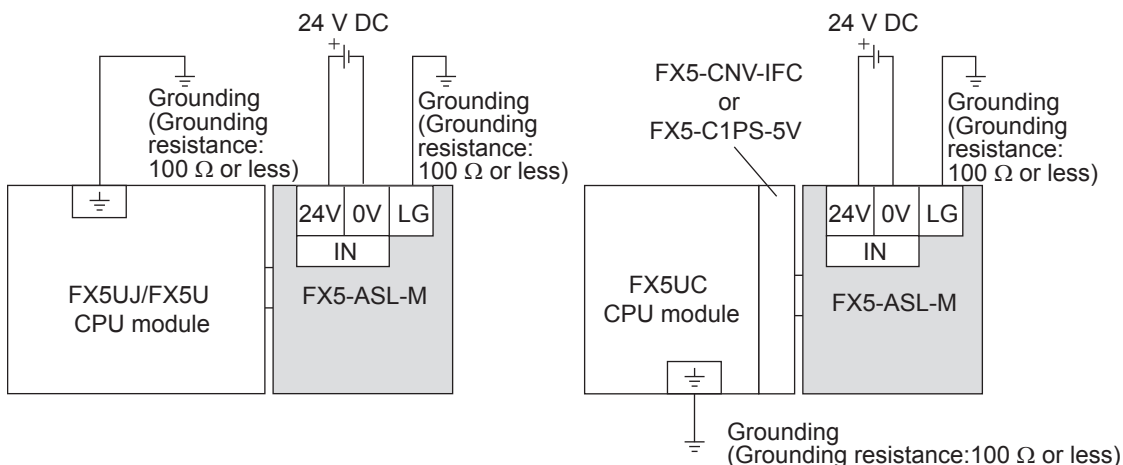 24 V DC
+
Grounding
(Grounding
resistance:
100 Ω or less)
Grounding
(Grounding
resistance:
100 Ω or less)
24V 0V LG
IN
FX5UJ/FX5U
CPU module
FX5-ASL-M
24 V DC
+
FX5-CNV-IFC
or
FX5-C1PS-5V
Grounding
(Grounding
resistance:
100 Ω or less)
24V 0V LG
IN
FX5UC
CPU module
FX5-ASL-M
Grounding
(Grounding resistance:100 Ω or less)